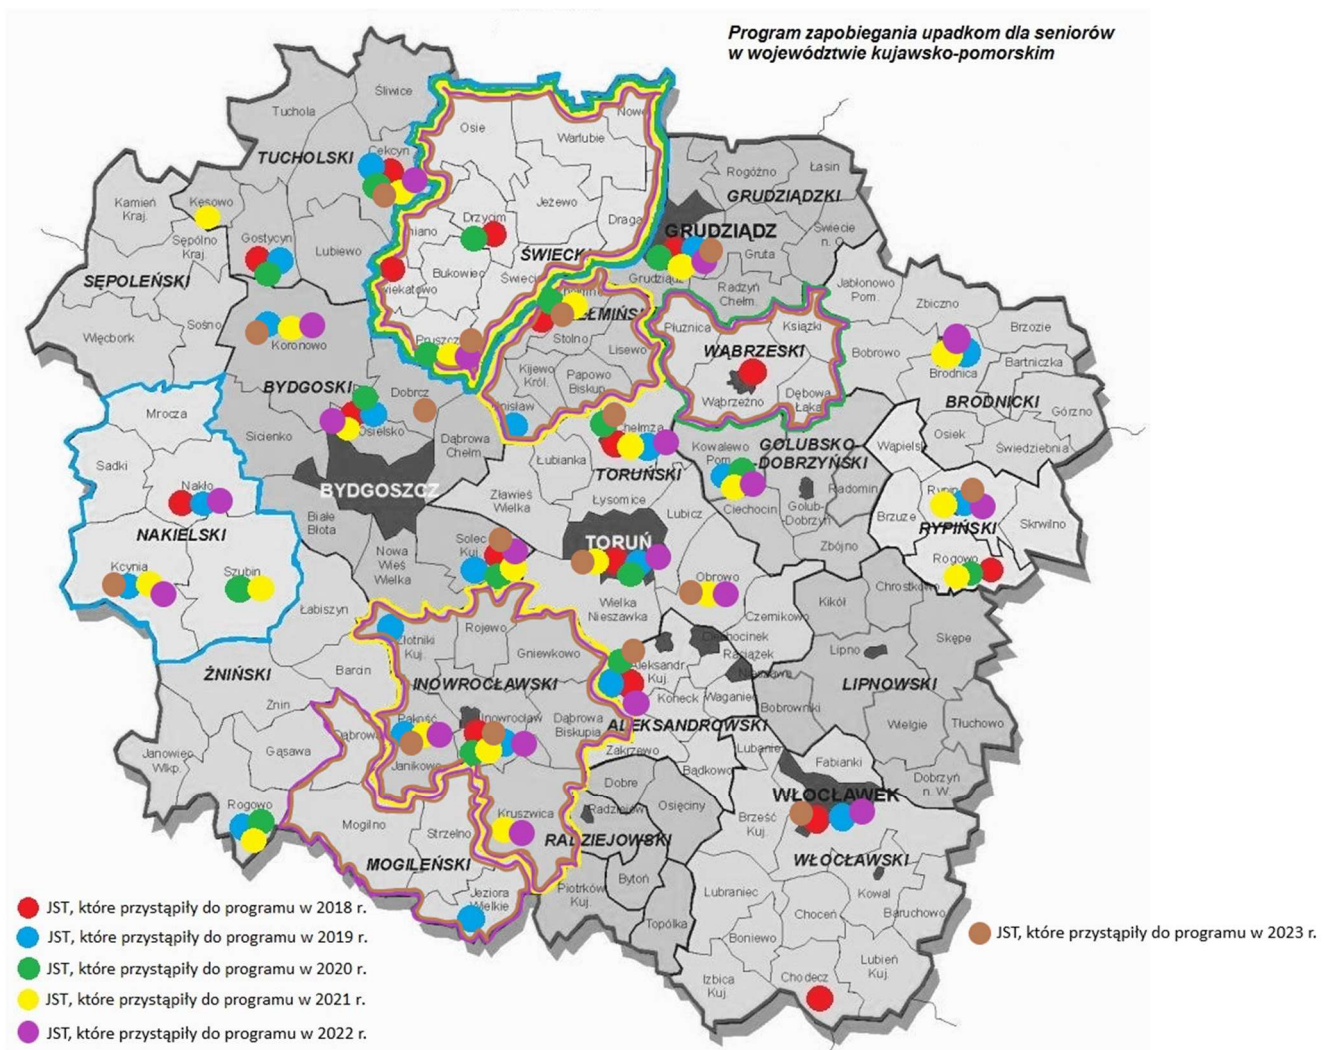 Program zapobiegania upadkom dla seniorów
w województwie kujawsko-pomorskim
Śliwice
Tuchola
TUCHOLSKI
Cekcyn
Kęsowo
Gostycyn
Lubiewo
Kamień
Kraj.
Sępólno
Kraj.
SĘPOLEŃSKI
Więcbork
Sośno
Osie
Nowe
Warlubie
Jeżewo
Drzycim
Bukowiec
Pruszcz
Rogóźno
Łasin
GRUDZIĄDZKI
GRUDZIĄDZ
Świecie
n. O
Gruta
Grudziądz
Radzyń
Chełm.
Stolno
Lisewo
Kijewo
Król.
Papowo
Biskup.
Płużnica
Książki
WĄBRZESKI
Wąbrzeźno
Dębowa
Łąka
Jabłonowo
Pom.
Zbiczno
Brzozie
Bobrowo
Bartniczka
Brodnica
BRODNICKI
Górzno
Osiek
Świedziebnia
Koronowo
BYDGOSKI
Dobrcz
Osielsko
Sicienko
Dąbrowa
Chełm.
BYDGOSZCZ
Białe
Błota
Nowa
Wieś
Wielka
Solec
Kuj.
Mrocza
Sadki
Nakło
NAKIELSKI
Kcynia
Szubin
Chełmża
Łubianka
TORUŃSKI
Zławieś
Wielka
Łysomice
Lubicz
TORUŃ
Obrowo
Wielka
Nieszawka
Czernikowo
Kowalewo
Pom.
GOLUBSKO-
-DOBRZYŃSKI
Ciechocin
Golub-
Dobrzyń
Radomin
Zbójno
Wąpielsk
Rypin
Brzuze
RYPIŃSKI
Skrwilno
Rogowo
Chrostkowo
Kikół
Skępe
Lipno
LIPNOWSKI
Bobrowniki
Wielgie
Tłuchowo
Dobrzyń
n. W.
Łabiszyn
Barcin
ŻNIŃSKI
Żnin
Gąsawa
Janowiec
Wlkp.
Rogowo
Złotniki
Kuj.
Rojewo
Gniewkowo
INOWROCŁAWSKI
Pakość
Inowrocław
Dąbrowa
Biskupia
Janikowo
Kruszwica
Dąbrowa
Mogilno
Strzelno
MOGILEŃSKI
Jeziora
Wielkie
Ciechocinek
Raciążek
Nieszawa
Aleksandr.
Kuj.
Koneck
Waganiec
ALEKSANDROWSKI
Zakrzewo
Bądkowo
Dobre
Radziejów
Osięciny
RADZIEJOWSKI
Bytoń
Piotrków
Kuj.
Topólka
Lubanie
Fabianki
WŁOCŁAWEK
Brześć
Kuj.
WŁOCŁAWSKI
Lubraniec
Kowal
Choceń
Baruchowo
Boniewo
Izbica
Kuj.
Chodecz
Lubień
Kuj.
JST, które przystąpiły do programu w 2018 r.
JST, które przystąpiły do programu w 2019 r.
JST, które przystąpiły do programu w 2020 r.
JST, które przystąpiły do programu w 2021 r.
JST, które przystąpiły do programu w 2022 r.
JST, które przystąpiły do programu w 2023 r.